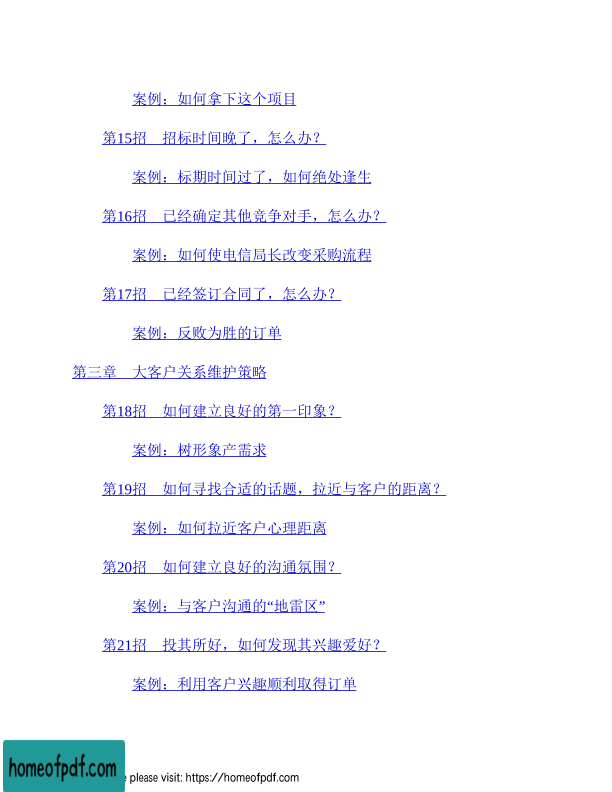 案例：如何拿下这个项目
第15招　招标时间晚了，怎么办？
案例：标期时间过了，如何绝处逢生
第16招　已经确定其他竞争对手，怎么办？
案例：如何使电信局长改变采购流程
第17招　已经签订合同了，怎么办？
案例：反败为胜的订单
第三章　大客户关系维护策略
第18招　如何建立良好的第一印象？
案例：树形象产需求
第19招　如何寻找合适的话题，拉近与客户的距离？
案例：如何拉近客户心理距离
第20招　如何建立良好的沟通氛围？
案例：与客户沟通的“地雷区”
第21招　投其所好，如何发现其兴趣爱好？
案例：利用客户兴趣顺利取得订单
homeofpdf.com
please visit: https://homeofpdf.com